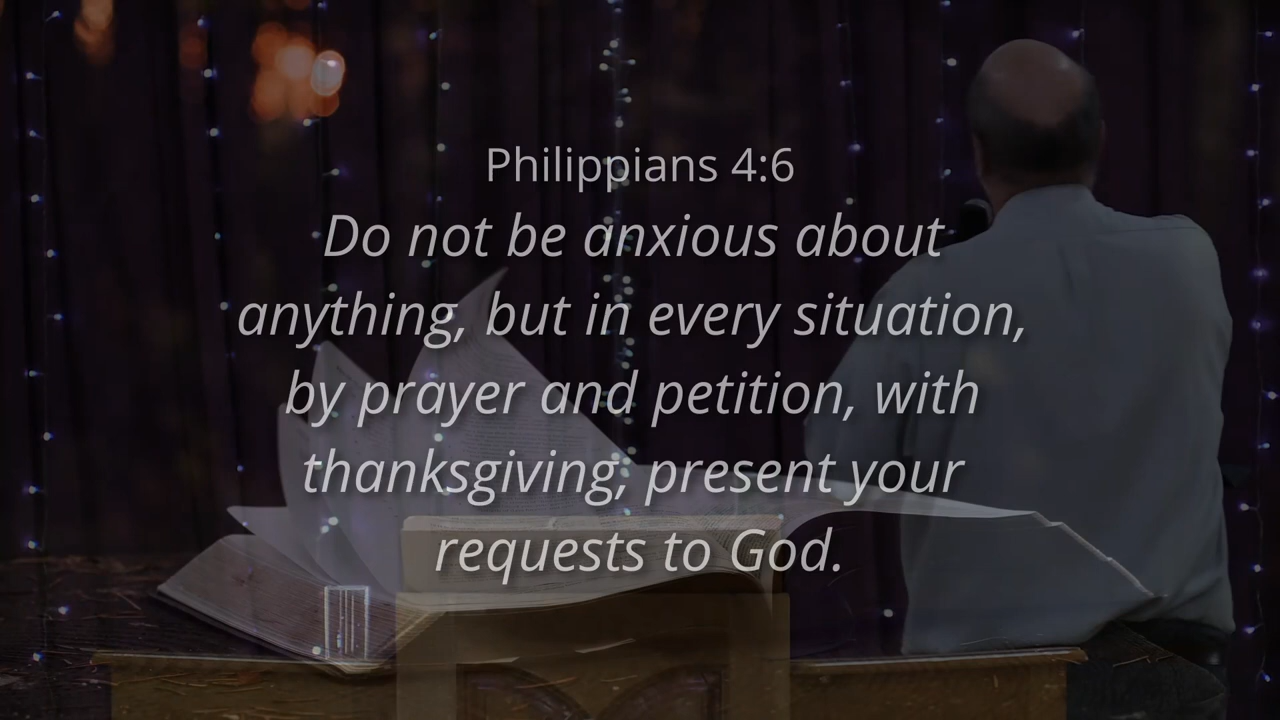 Philippians 4:6
Do not be anxious about
anything, but in every situation,
by prayer and petition, with
thanksgiving, present your
requests to God.